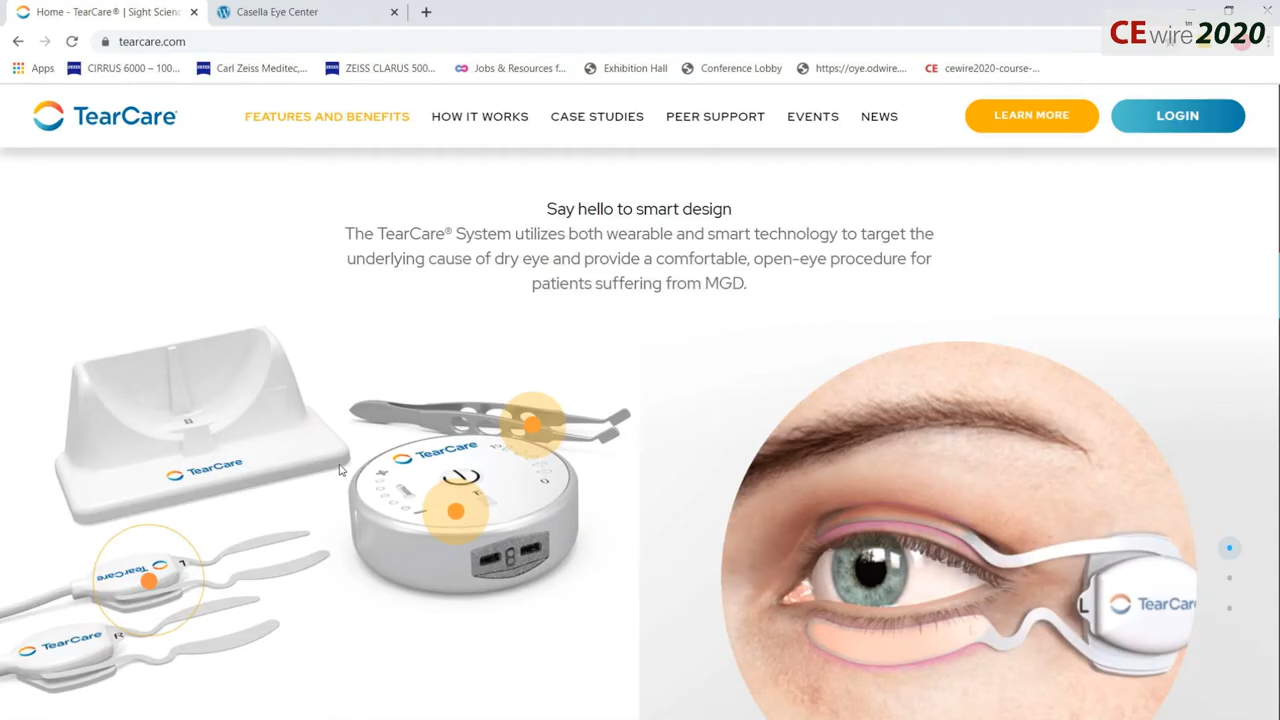 Home - TearCare® | Sight Scienc
Casella Eye Center
CEwire™2020
tearcare.com
Apps
CIRRUS 6000 – 100...
Carl Zeiss Meditec,...
ZEISS CLARUS 500...
Jobs & Resources f...
Exhibition Hall
Conference Lobby
https://oye.odwire....
CE cewire2020-course-...
TearCare
FEATURES AND BENEFITS
HOW IT WORKS
CASE STUDIES
PEER SUPPORT
EVENTS
NEWS
LEARN MORE
LOGIN
Say hello to smart design
The TearCare® System utilizes both wearable and smart technology to target the
underlying cause of dry eye and provide a comfortable, open-eye procedure for
patients suffering from MGD.
TearCare
TearCare
TearCare L
TearCare R
L TearCar